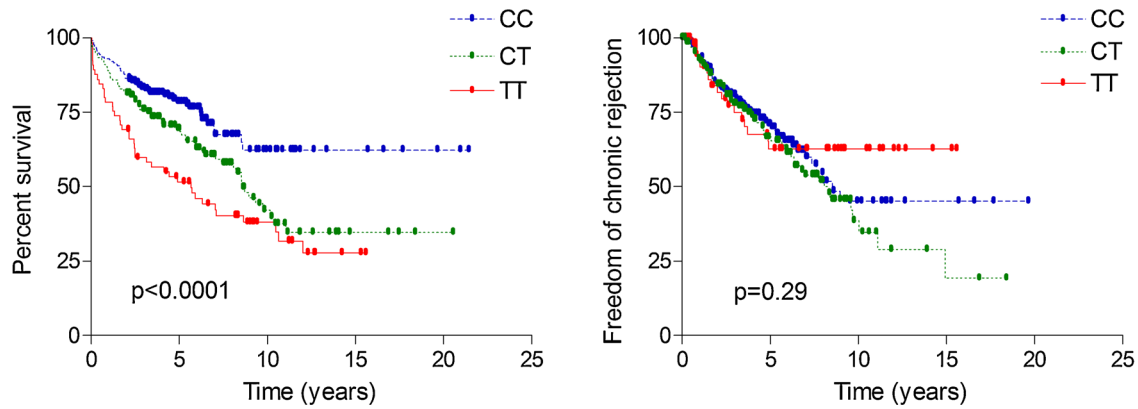 CC
CT
TT
100
75
50
25
0
Percent survival
p<0.0001
0 5 10 15 20 25
Time (years)
CC
CT
TT
100
75
50
25
0
Freedom of chronic rejection
p=0.29
0 5 10 15 20 25
Time (years)